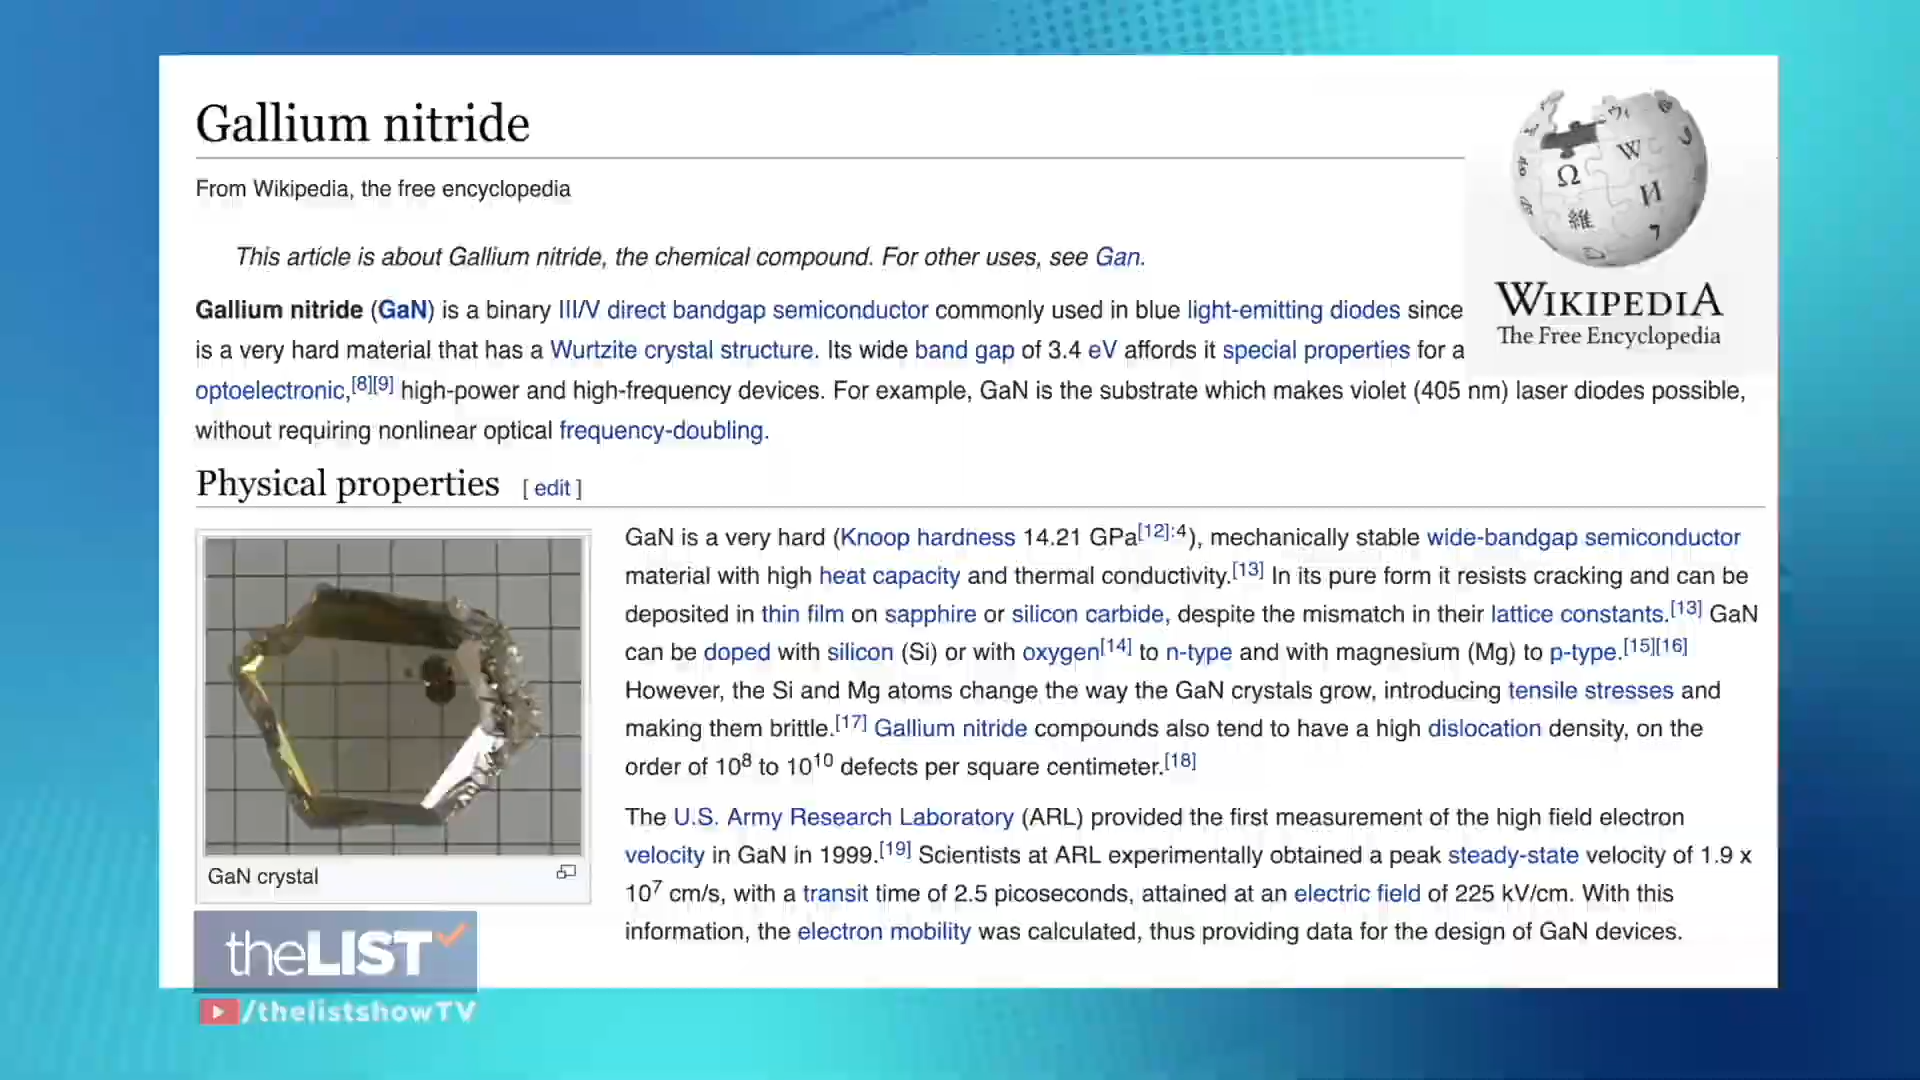 Gallium nitride
From Wikipedia, the free encyclopedia
This article is about Gallium nitride, the chemical compound. For other uses, see Gan.
Gallium nitride (GaN) is a binary III/V direct bandgap semiconductor commonly used in blue light-emitting diodes since
is a very hard material that has a Wurtzite crystal structure. Its wide band gap of 3.4 eV affords it special properties for a
optoelectronic,[8][9] high-power and high-frequency devices. For example, GaN is the substrate which makes violet (405 nm) laser diodes possible,
without requiring nonlinear optical frequency-doubling.
Ω W И 維
WIKIPEDIA
The Free Encyclopedia
Physical properties [ edit ]
GaN is a very hard (Knoop hardness 14.21 GPa[12]:4), mechanically stable wide-bandgap semiconductor
material with high heat capacity and thermal conductivity.[13] In its pure form it resists cracking and can be
deposited in thin film on sapphire or silicon carbide, despite the mismatch in their lattice constants.[13] GaN
can be doped with silicon (Si) or with oxygen[14] to n-type and with magnesium (Mg) to p-type.[15][16]
However, the Si and Mg atoms change the way the GaN crystals grow, introducing tensile stresses and
making them brittle.[17] Gallium nitride compounds also tend to have a high dislocation density, on the
order of 10⁸ to 10¹⁰ defects per square centimeter.[18]
The U.S. Army Research Laboratory (ARL) provided the first measurement of the high field electron
velocity in GaN in 1999.[19] Scientists at ARL experimentally obtained a peak steady-state velocity of 1.9 x
10⁷ cm/s, with a transit time of 2.5 picoseconds, attained at an electric field of 225 kV/cm. With this
information, the electron mobility was calculated, thus providing data for the design of GaN devices.
GaN crystal
theLIST
/thelistshowTV